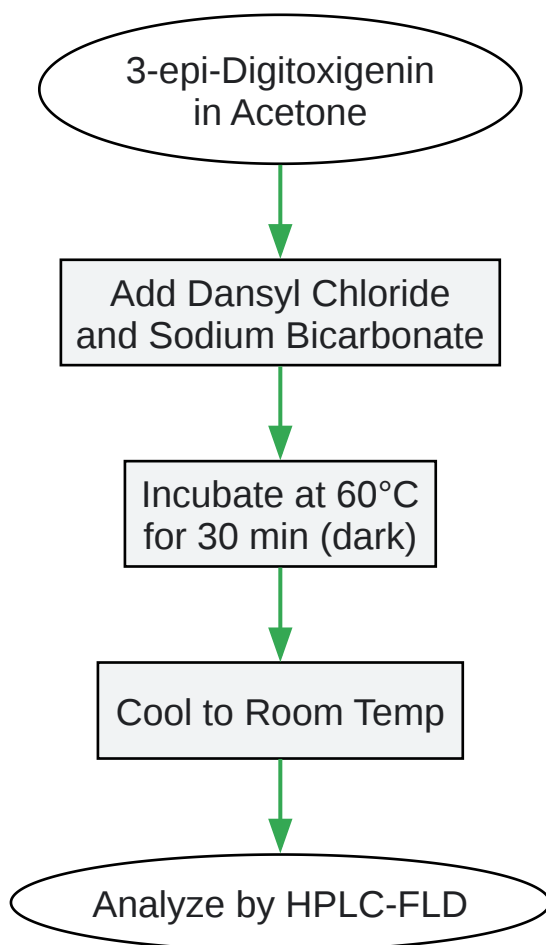 3-epi-Digitoxigenin
in Acetone
Add Dansyl Chloride
and Sodium Bicarbonate
Incubate at 60°C
for 30 min (dark)
Cool to Room Temp
Analyze by HPLC-FLD